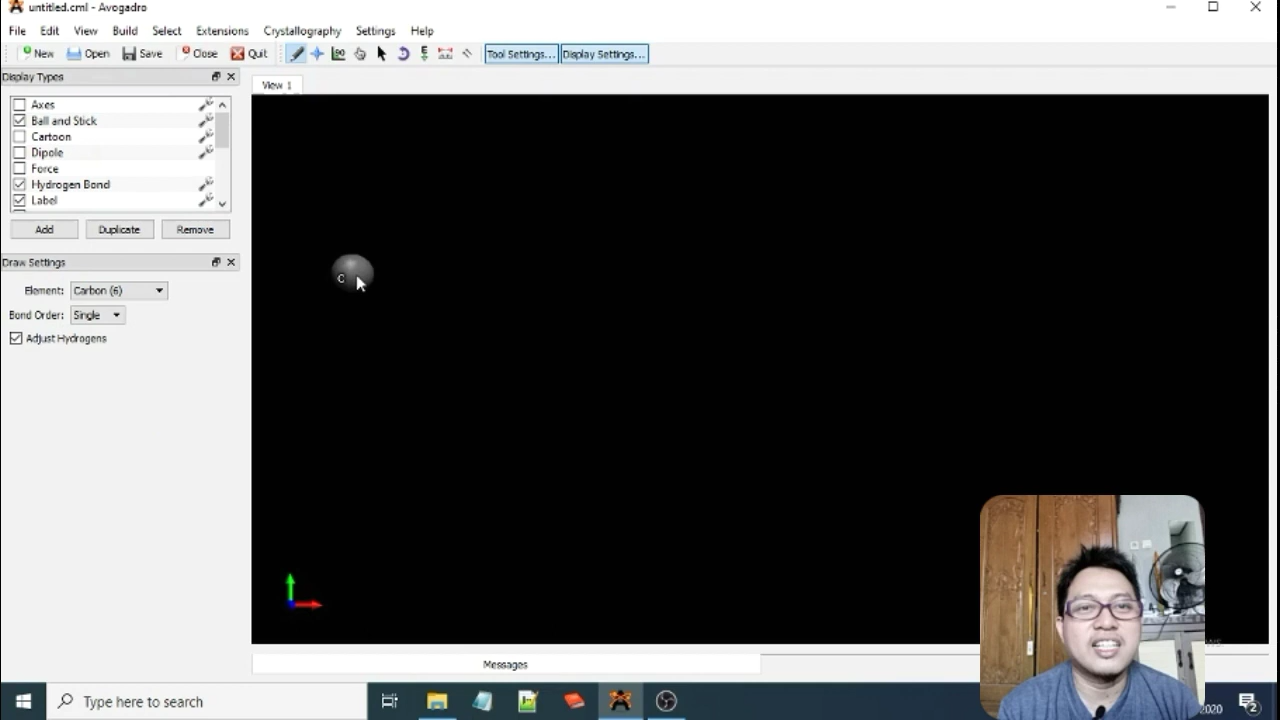 untitled.cml - Avogadro
File Edit View Build Select Extensions Crystallography Settings Help
New Open Save Close Quit Tool Settings... Display Settings...
Display Types
View 1
Axes
Ball and Stick
Cartoon
Dipole
Force
Hydrogen Bond
Label
Add Duplicate Remove
Draw Settings
Element: Carbon (6)
Bond Order: Single
Adjust Hydrogens
C
Messages
Type here to search
2020
2